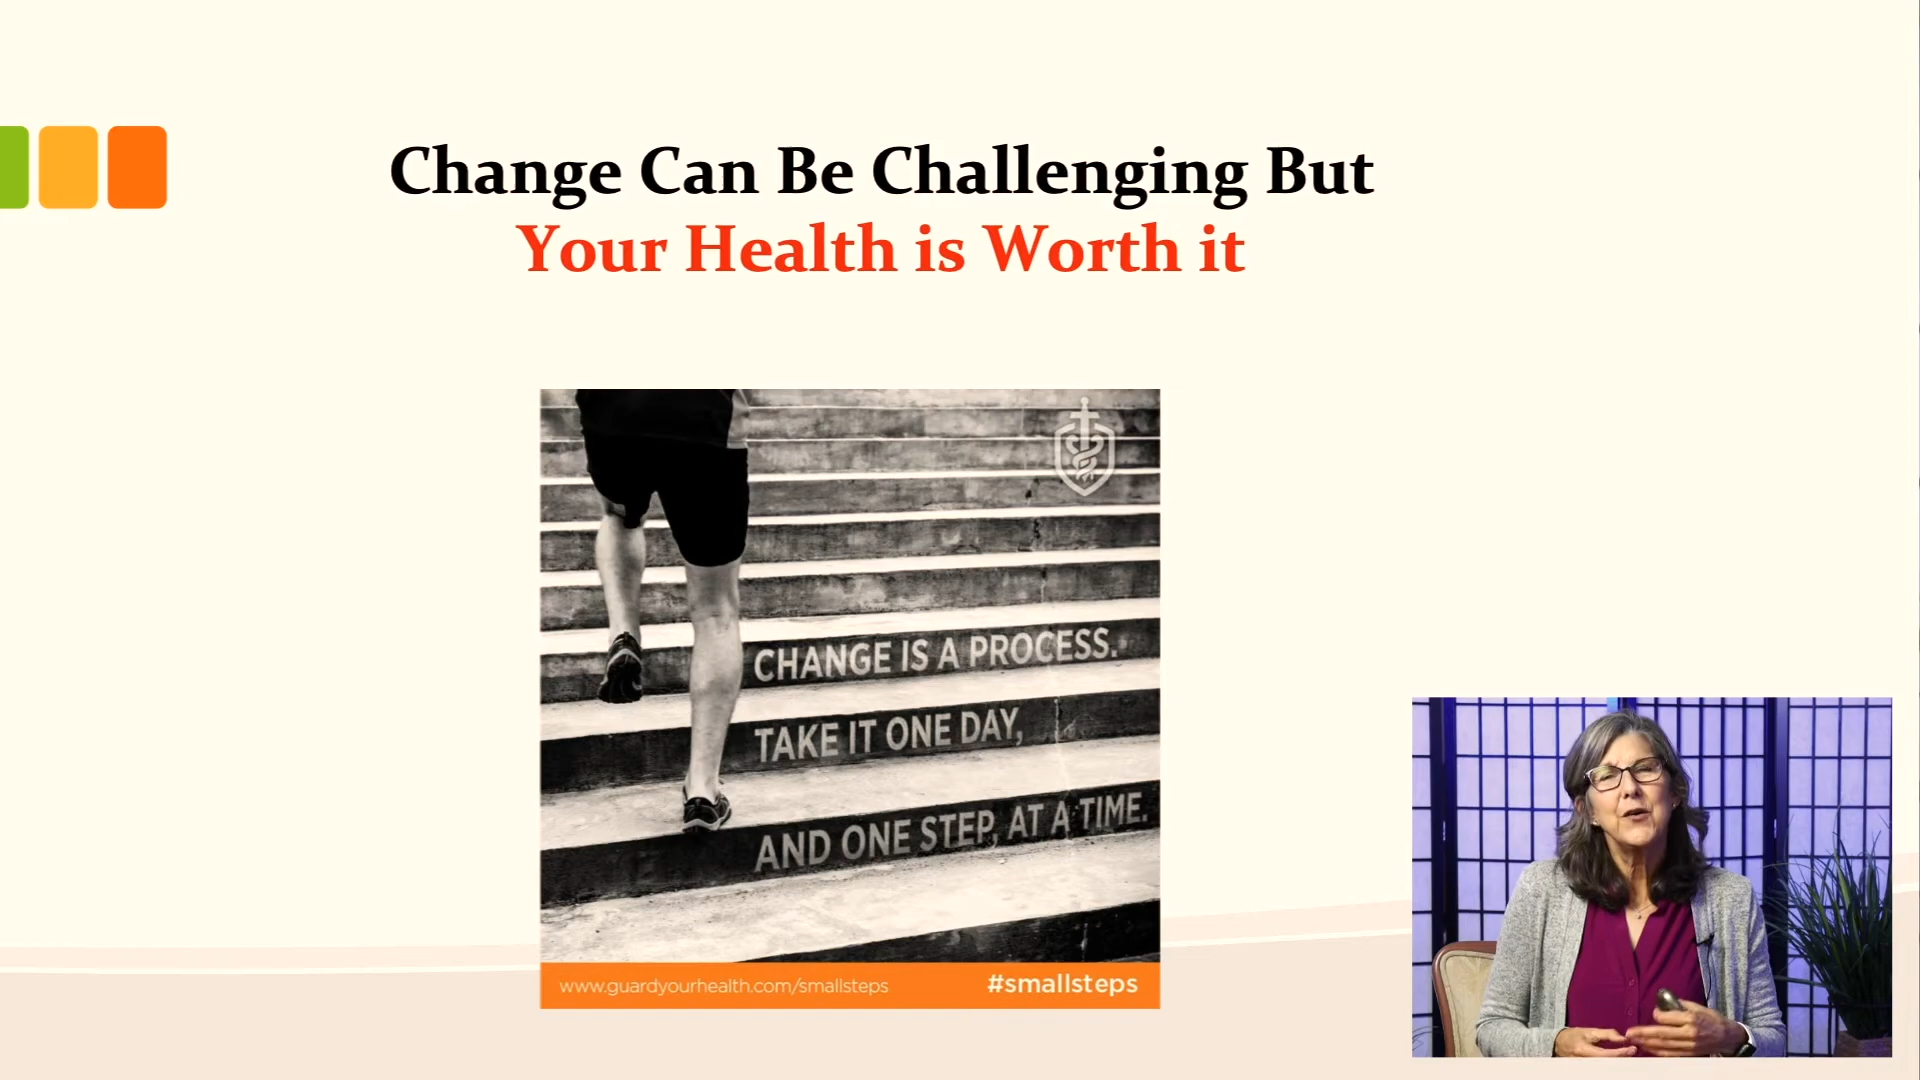 Change Can Be Challenging But
Your Health is Worth it
CHANGE IS A PROCESS.
TAKE IT ONE DAY,
AND ONE STEP, AT A TIME.
www.guardyourhealth.com/smallsteps
#smallsteps